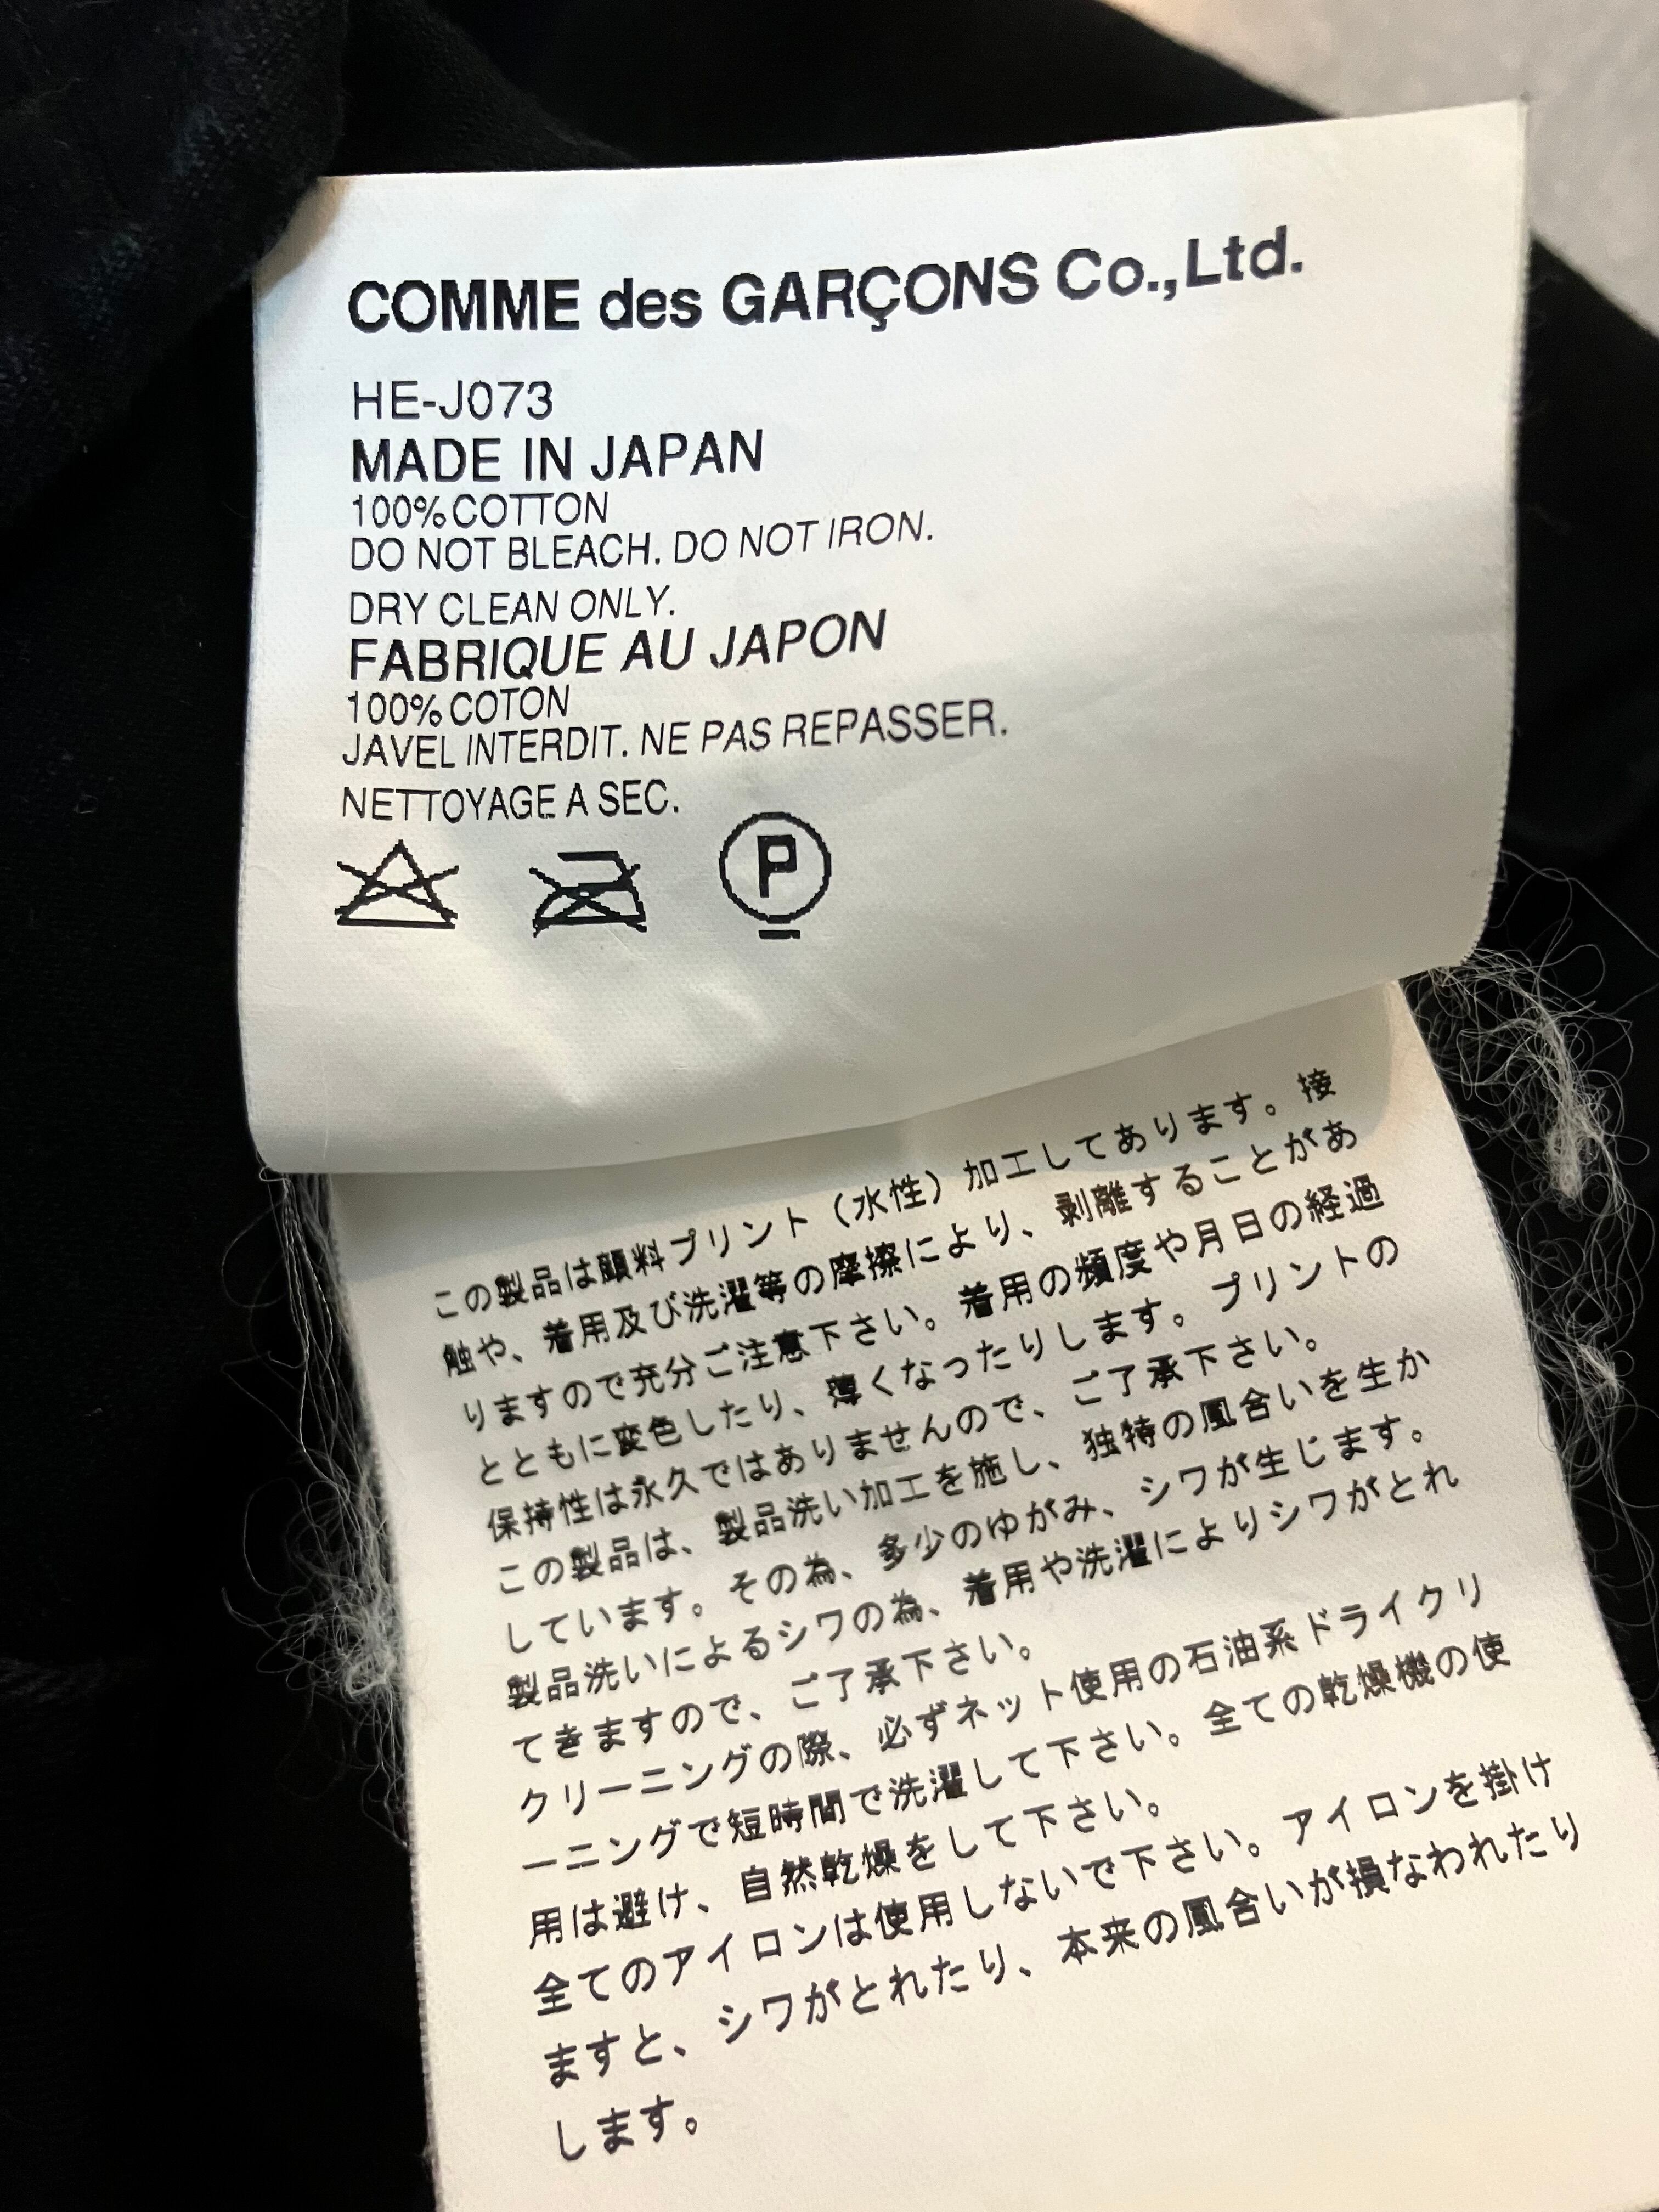 COMME des GARÇONS Co.,Ltd.
HE-J073
MADE IN JAPAN
100%COTTON
DO NOT BLEACH. DO NOT IRON.
DRY CLEAN ONLY.
FABRIQUE AU JAPON
100%COTON
JAVEL INTERDIT. NE PAS REPASSER.
NETTOYAGE A SEC.
P
この製品は顔料プリント（水性）加工してあります。接
触や、着用及び洗濯等の摩擦により、剥離することがあ
りますので充分ご注意下さい。着用の頻度や月日の経過
とともに変色したり、薄くなったりします。プリントの
保持性は永久ではありませんので、ご了承下さい。
この製品は、製品洗い加工を施し、独特の風合いを生か
しています。その為、多少のゆがみ、シワが生じます。
製品洗いによるシワの為、着用や洗濯によりシワがとれ
てきますので、ご了承下さい。
クリーニングの際、必ずネット使用の石油系ドライクリ
ーニングで短時間で洗濯して下さい。全ての乾燥機の使
用は避け、自然乾燥をして下さい。
全てのアイロンは使用しないで下さい。アイロンを掛け
ますと、シワがとれたり、本来の風合いが損なわれたり
します。